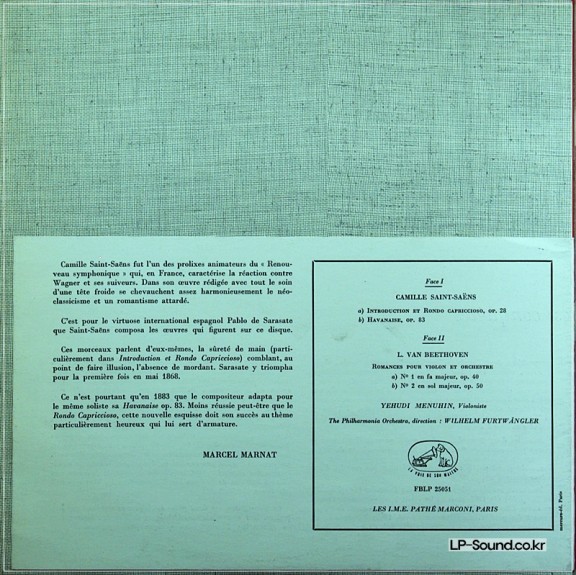 Camille Saint-Saëns fut l'un des prolixes animateurs du « Renou-
veau symphonique » qui, en France, caractérise la réaction contre
Wagner et ses suiveurs. Dans son œuvre rédigée avec tout le soin
d'une tête froide se chevauchent assez harmonieusement le néo-
classicisme et un romantisme attardé.
C'est pour le virtuose international espagnol Pablo de Sarasate
que Saint-Saëns composa les œuvres qui figurent sur ce disque.
Ces morceaux parlent d'eux-mêmes, la sûreté de main (parti-
culièrement dans Introduction et Rondo Capriccioso) comblant, au
point de faire illusion, l'absence de mordant. Sarasate y triompha
pour la première fois en mai 1868.
Ce n'est pourtant qu'en 1883 que le compositeur adapta pour
le même soliste sa Havanaise op. 83. Moins réussie peut-être que le
Rondo Capriccioso, cette nouvelle esquisse doit son succès au thème
particulièrement heureux qui lui sert d'armature.
MARCEL MARNAT
Face I
CAMILLE SAINT-SAËNS
a) INTRODUCTION ET RONDO CAPRICCIOSO, op. 28
b) HAVANAISE, op. 83
Face II
L. VAN BEETHOVEN
ROMANCES POUR VIOLON ET ORCHESTRE
a) N° 1 en fa majeur, op. 40
b) N° 2 en sol majeur, op. 50
YEHUDI MENUHIN, Violoniste
The Philharmonia Orchestra, direction : WILHELM FURTWÄNGLER
LA VOIX DE SON MAITRE
FBLP 25051
LES I.M.E. PATHÉ MARCONI, PARIS
LP-Sound.co.kr